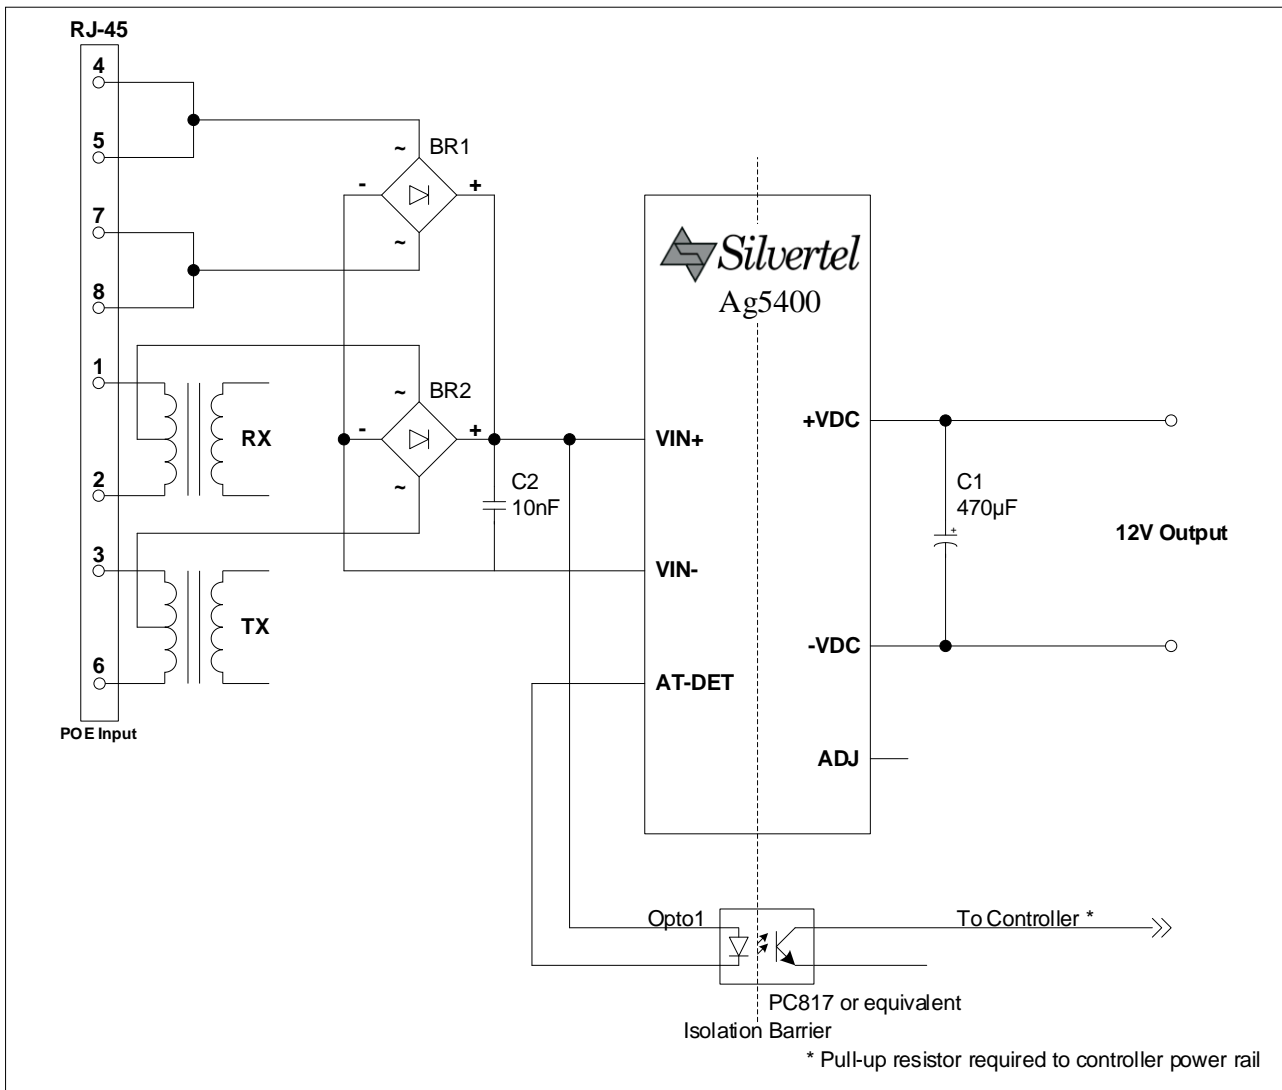 RJ-45
4
5
7
8
1
2
3
6
POE Input
~
BR1
-
+
~
RX
~
BR2
-
+
~
TX
C2
10nF
Silvertel
Ag5400
VIN+
VIN-
AT-DET
+VDC
-VDC
ADJ
C1
470µF
+
12V Output
Opto1
To Controller *
PC817 or equivalent
Isolation Barrier
* Pull-up resistor required to controller power rail